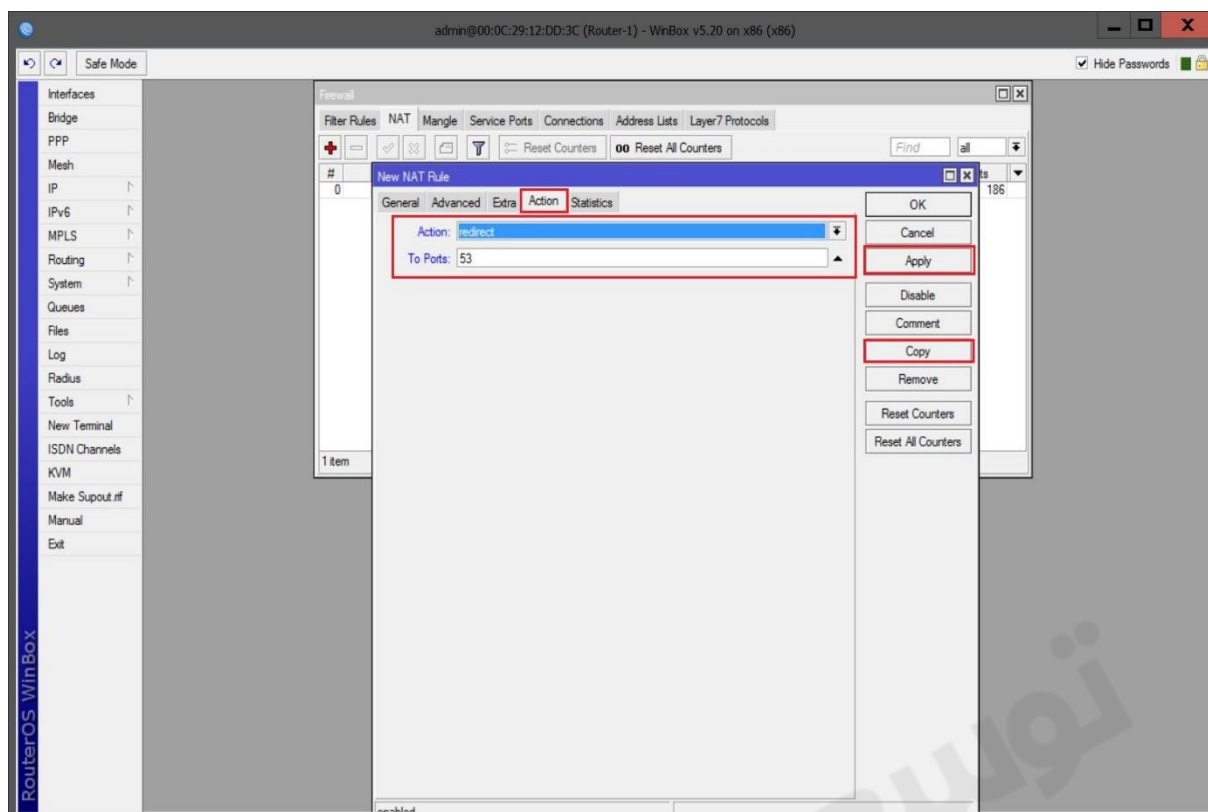 admin@00:0C:29:12:DD:3C (Router-1) - WinBox v5.20 on x86 (x86)
Safe Mode
Hide Passwords
Interfaces
Bridge
PPP
Mesh
IP
IPv6
MPLS
Routing
System
Queues
Files
Log
Radius
Tools
New Terminal
ISDN Channels
KVM
Make Supout.rif
Manual
Exit
RouterOS WinBox
Firewall
Filter Rules NAT Mangle Service Ports Connections Address Lists Layer7 Protocols
Reset Counters 00 Reset All Counters Find all
#
0 186
1 item
New NAT Rule
General Advanced Extra Action Statistics
Action: redirect
To Ports: 53
OK
Cancel
Apply
Disable
Comment
Copy
Remove
Reset Counters
Reset All Counters
enabled